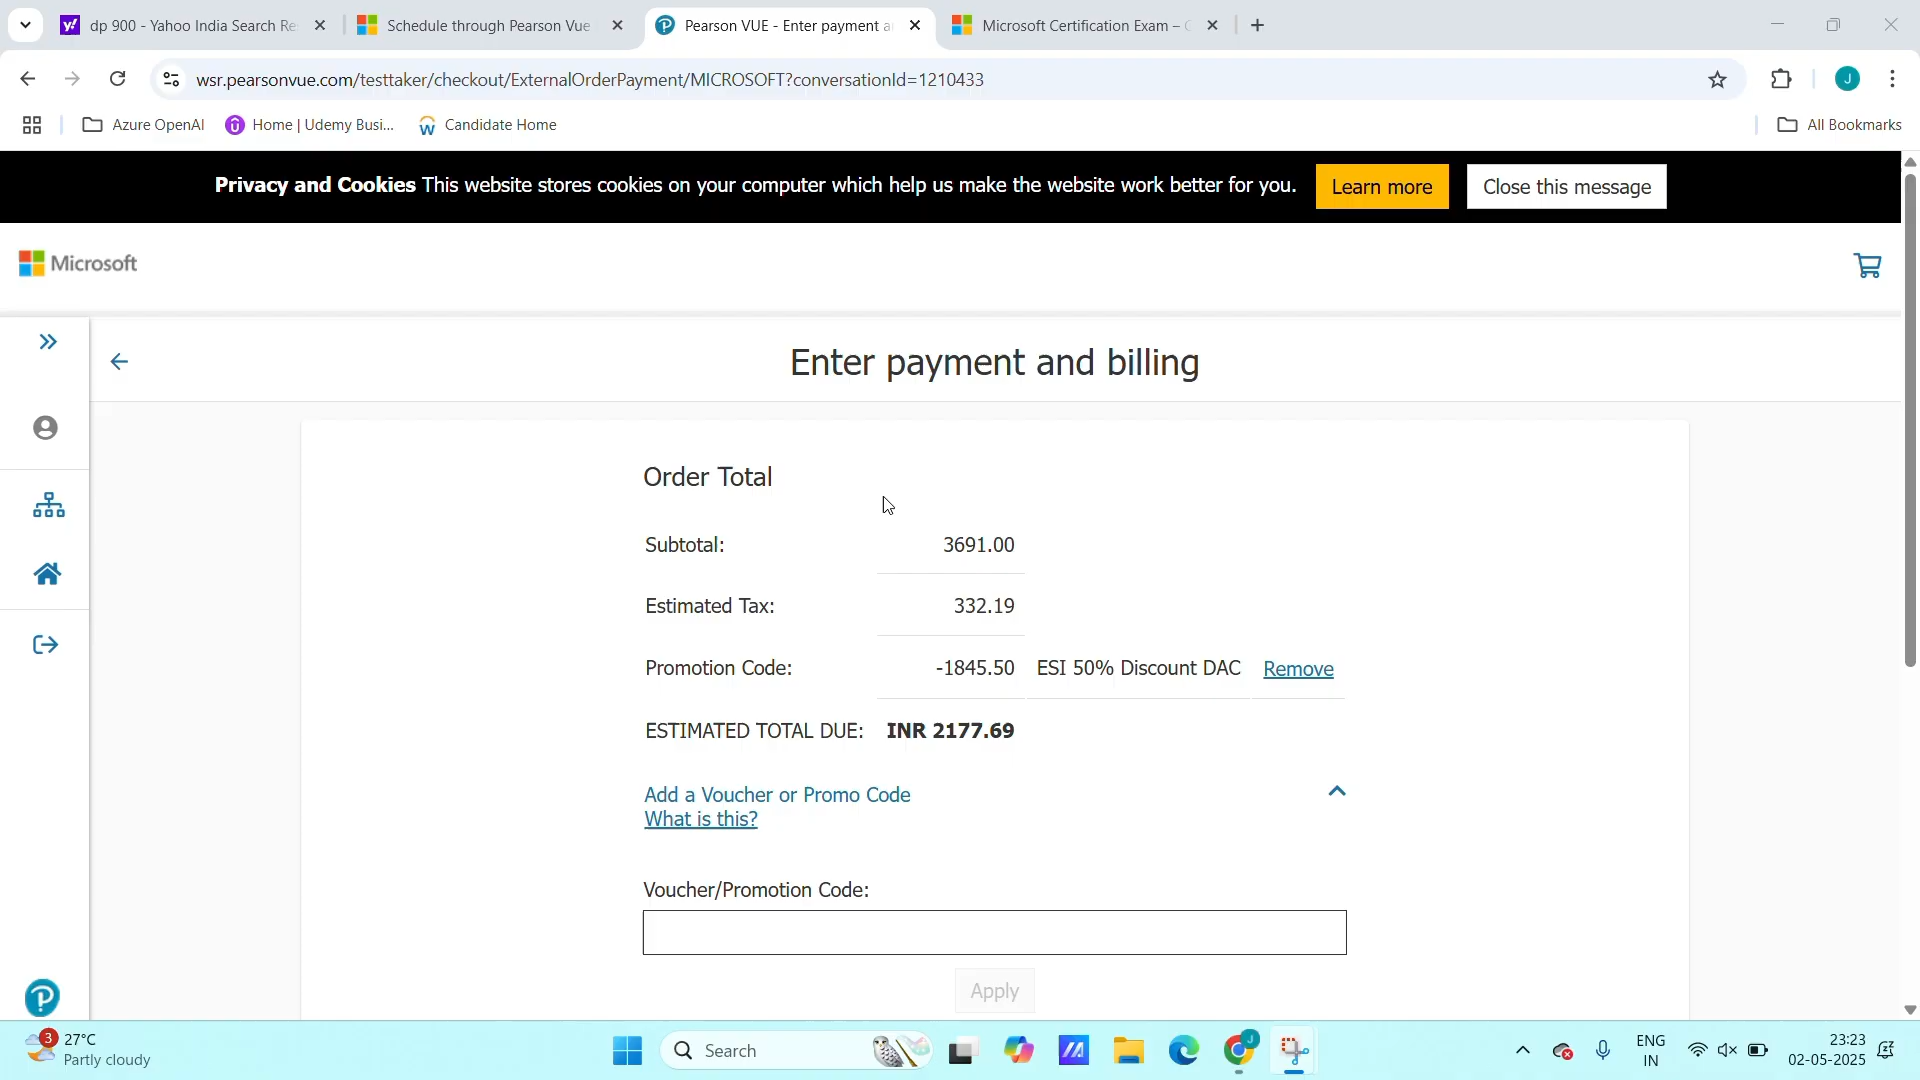 dp 900 - Yahoo India Search Re
Schedule through Pearson Vue
Pearson VUE - Enter payment a
Microsoft Certification Exam –
wsr.pearsonvue.com/testtaker/checkout/ExternalOrderPayment/MICROSOFT?conversationId=1210433
J
Azure OpenAI
Home | Udemy Busi...
Candidate Home
All Bookmarks
Privacy and Cookies This website stores cookies on your computer which help us make the website work better for you.
Learn more
Close this message
Microsoft
Enter payment and billing
Order Total
Subtotal: 3691.00
Estimated Tax: 332.19
Promotion Code: -1845.50 ESI 50% Discount DAC Remove
ESTIMATED TOTAL DUE: INR 2177.69
Add a Voucher or Promo Code
What is this?
Voucher/Promotion Code:
Apply
3
27°C
Partly cloudy
Search
J
ENG
IN
23:23
02-05-2025